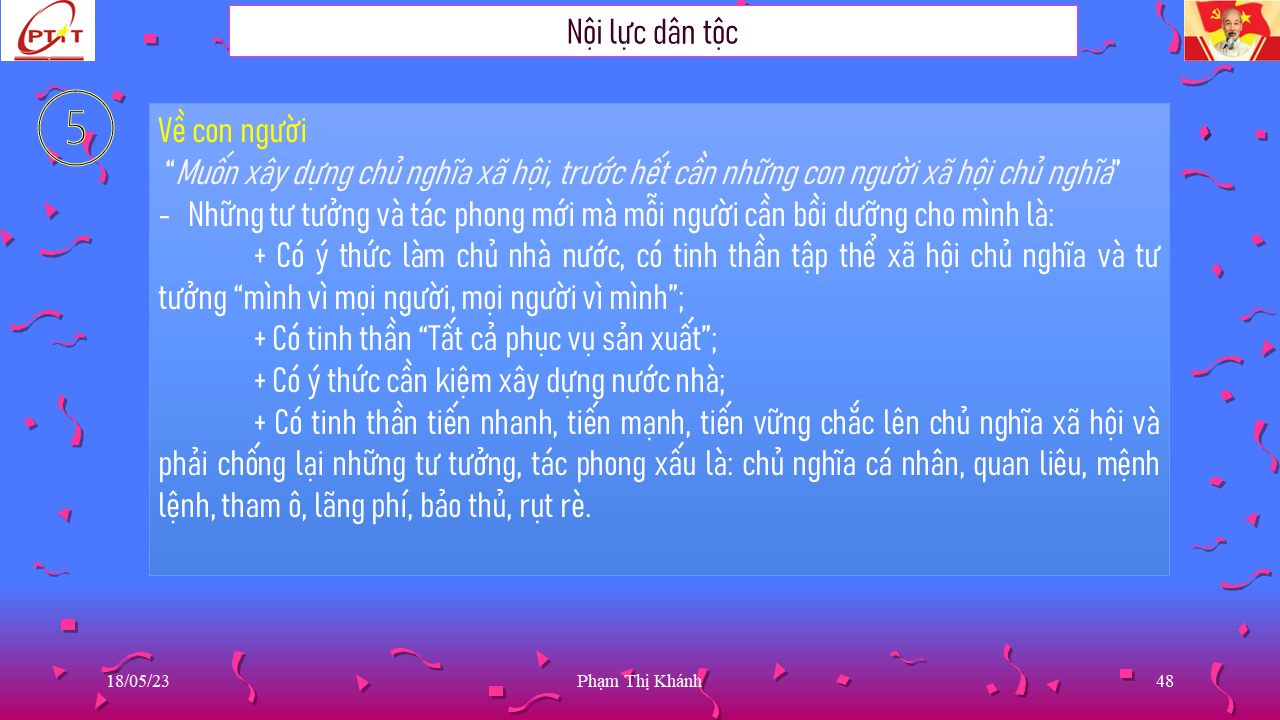 PTiT
Nội lực dân tộc
5
Về con người
“Muốn xây dựng chủ nghĩa xã hội, trước hết cần những con người xã hội chủ nghĩa”
- Những tư tưởng và tác phong mới mà mỗi người cần bồi dưỡng cho mình là:
+ Có ý thức làm chủ nhà nước, có tinh thần tập thể xã hội chủ nghĩa và tư
tưởng “mình vì mọi người, mọi người vì mình”;
+ Có tinh thần “Tất cả phục vụ sản xuất”;
+ Có ý thức cần kiệm xây dựng nước nhà;
+ Có tinh thần tiến nhanh, tiến mạnh, tiến vững chắc lên chủ nghĩa xã hội và
phải chống lại những tư tưởng, tác phong xấu là: chủ nghĩa cá nhân, quan liêu, mệnh
lệnh, tham ô, lãng phí, bảo thủ, rụt rè.
18/05/23
Phạm Thị Khánh
48